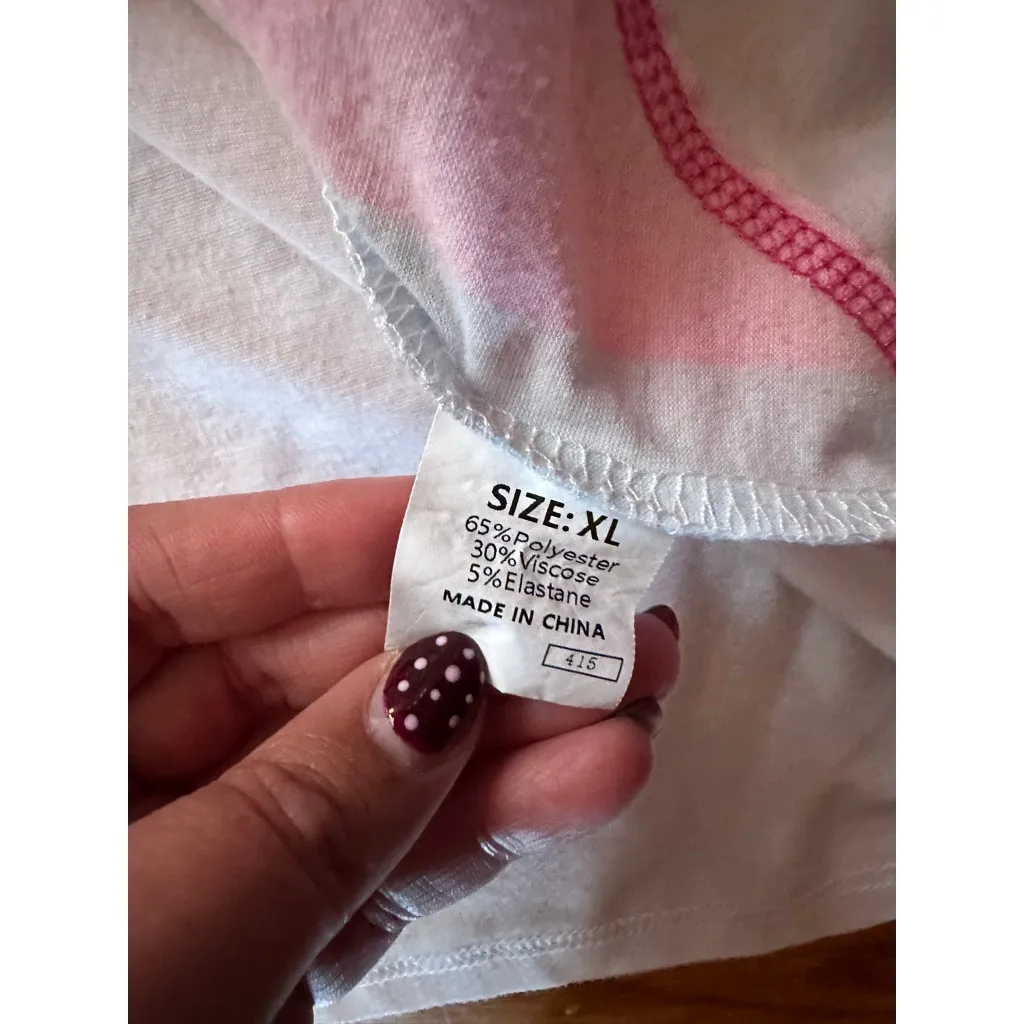 SIZE: XL
65%Polyester
30%Viscose
5%Elastane
MADE IN CHINA
415